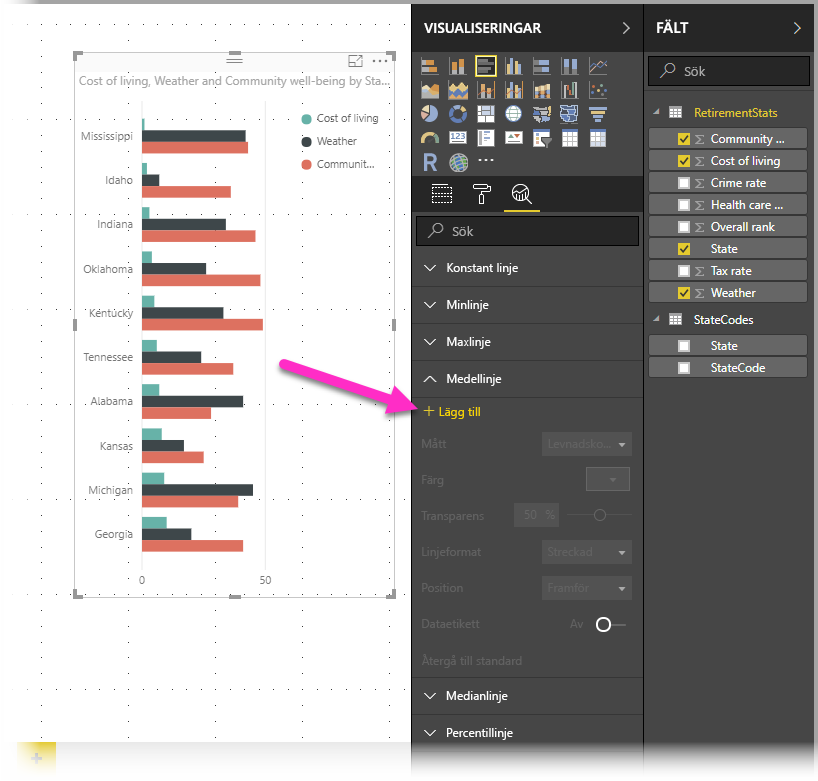 Cost of living, Weather and Community well-being by Sta...
Cost of living
Weather
Communit...
Mississippi
Idaho
Indiana
Oklahoma
Kentucky
Tennessee
Alabama
Kansas
Michigan
Georgia
0 50
VISUALISERINGAR
123
R
Sök
Konstant linje
Minlinje
Maxlinje
Medellinje
+ Lägg till
Mått Levnadsko...
Färg
Transparens 50 %
Linjeformat Streckad
Position Framför
Dataetikett Av
Återgå till standard
Medianlinje
Percentillinje
FÄLT
Sök
RetirementStats
Community ...
Cost of living
Crime rate
Health care ...
Overall rank
State
Tax rate
Weather
StateCodes
State
StateCode